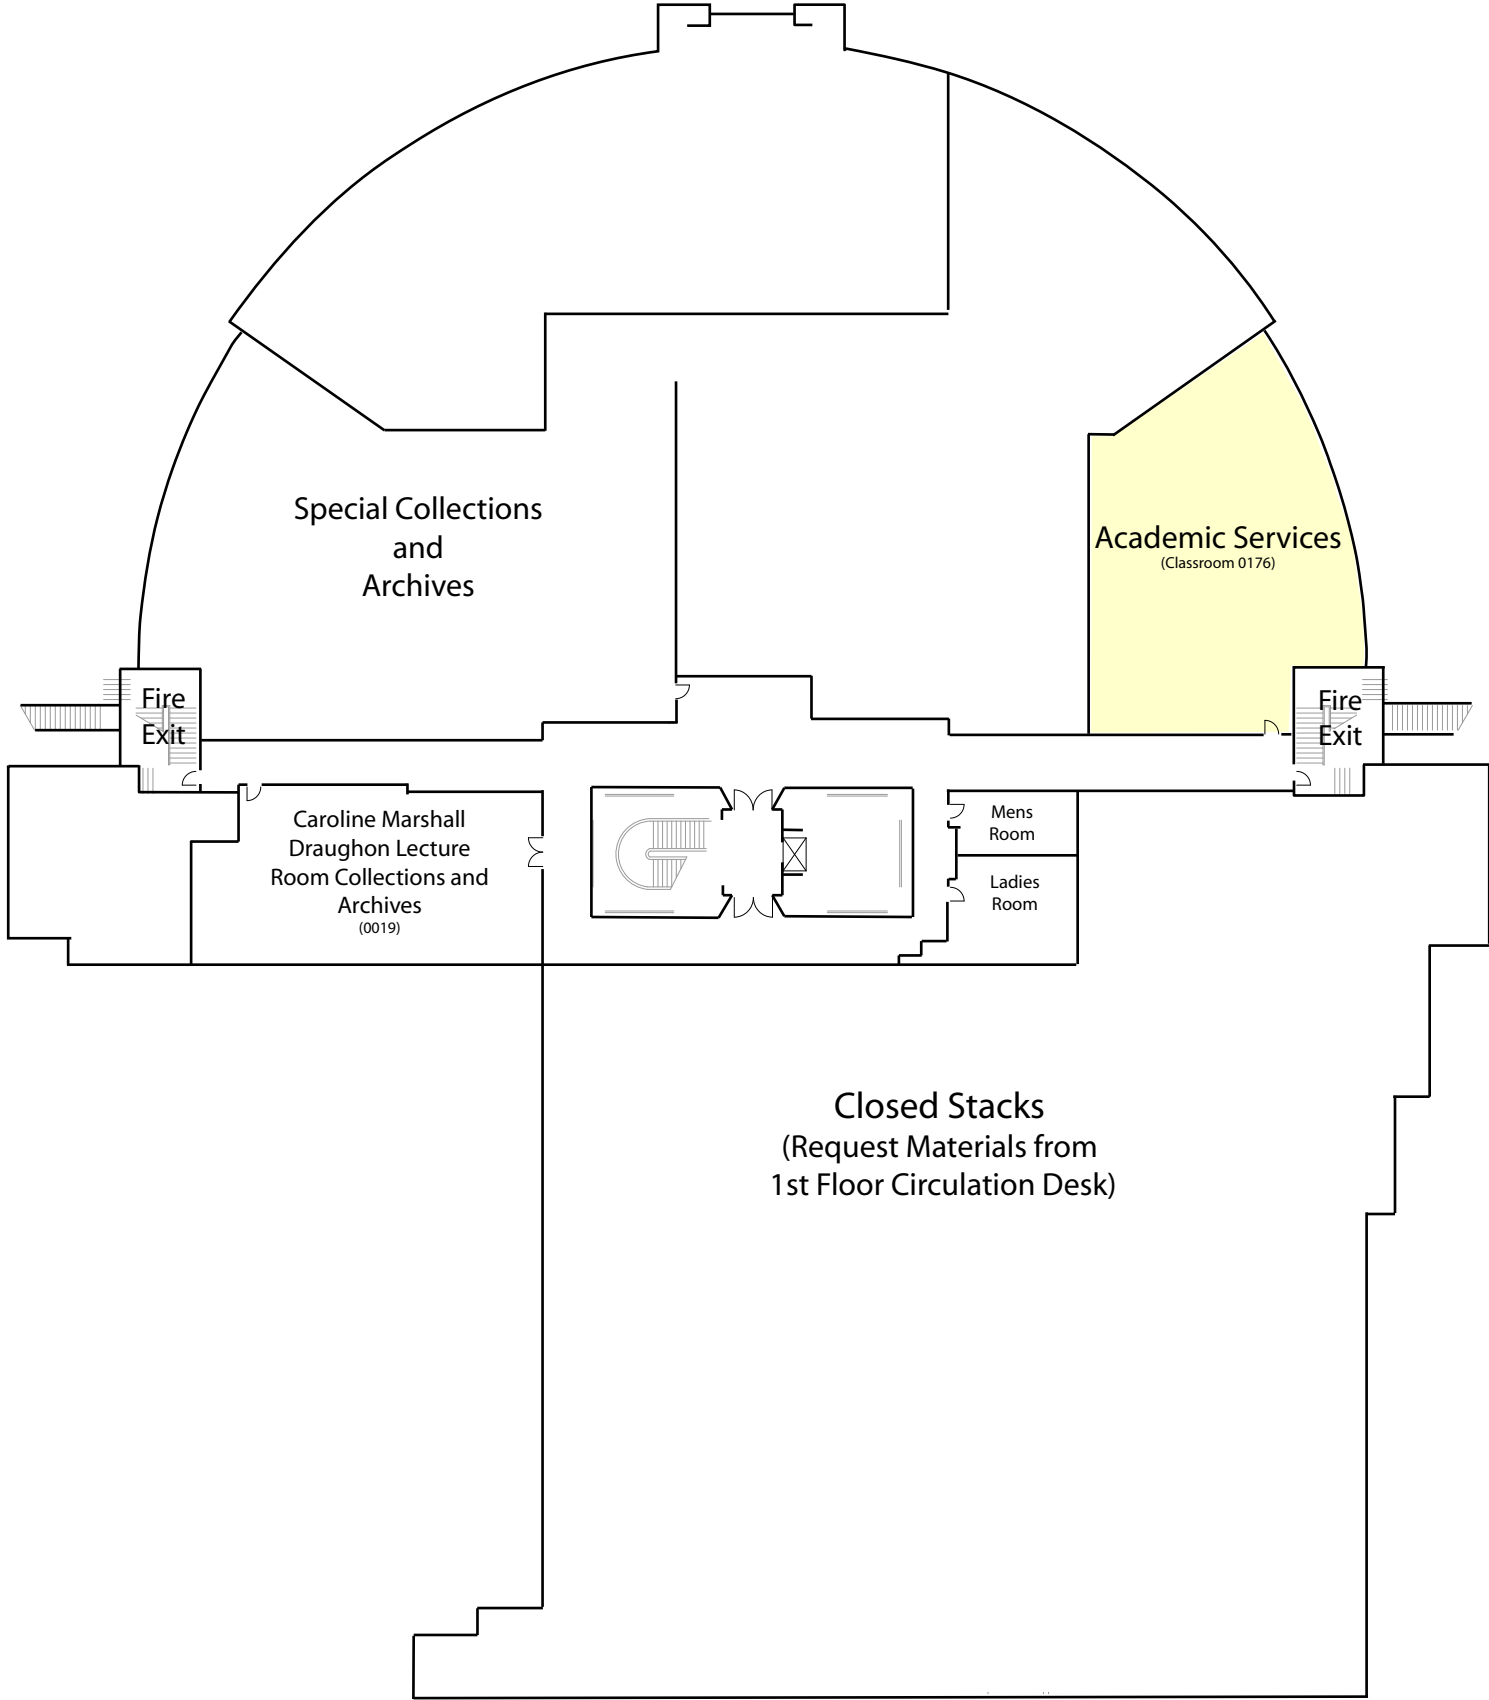 Special Collections
and
Archives
Academic Services
(Classroom 0176)
Fire
Exit
Fire
Exit
Caroline Marshall
Draughon Lecture
Room Collections and
Archives
(0019)
Mens
Room
Ladies
Room
Closed Stacks
(Request Materials from
1st Floor Circulation Desk)